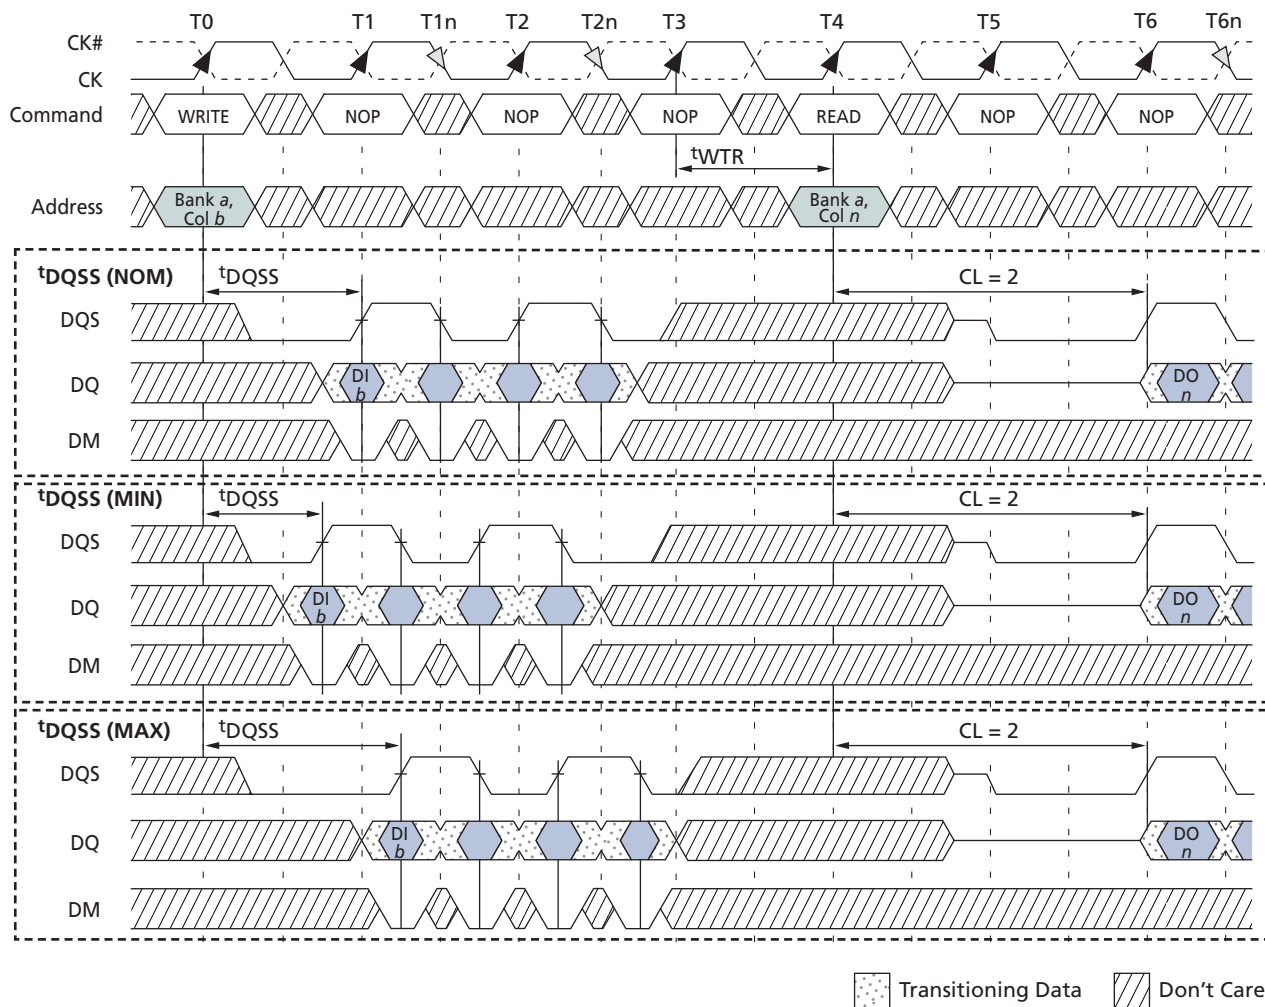 T0 T1 T1n T2 T2n T3 T4 T5 T6 T6n
CK#
CK
Command WRITE NOP NOP NOP READ NOP NOP
tWTR
Address Bank a, Col b Bank a, Col n
tDQSS (NOM) tDQSS CL = 2
DQS
DQ DI b DO n
DM
tDQSS (MIN) tDQSS CL = 2
DQS
DQ DI b DO n
DM
tDQSS (MAX) tDQSS CL = 2
DQS
DQ DI b DO n
DM
Transitioning Data Don't Care